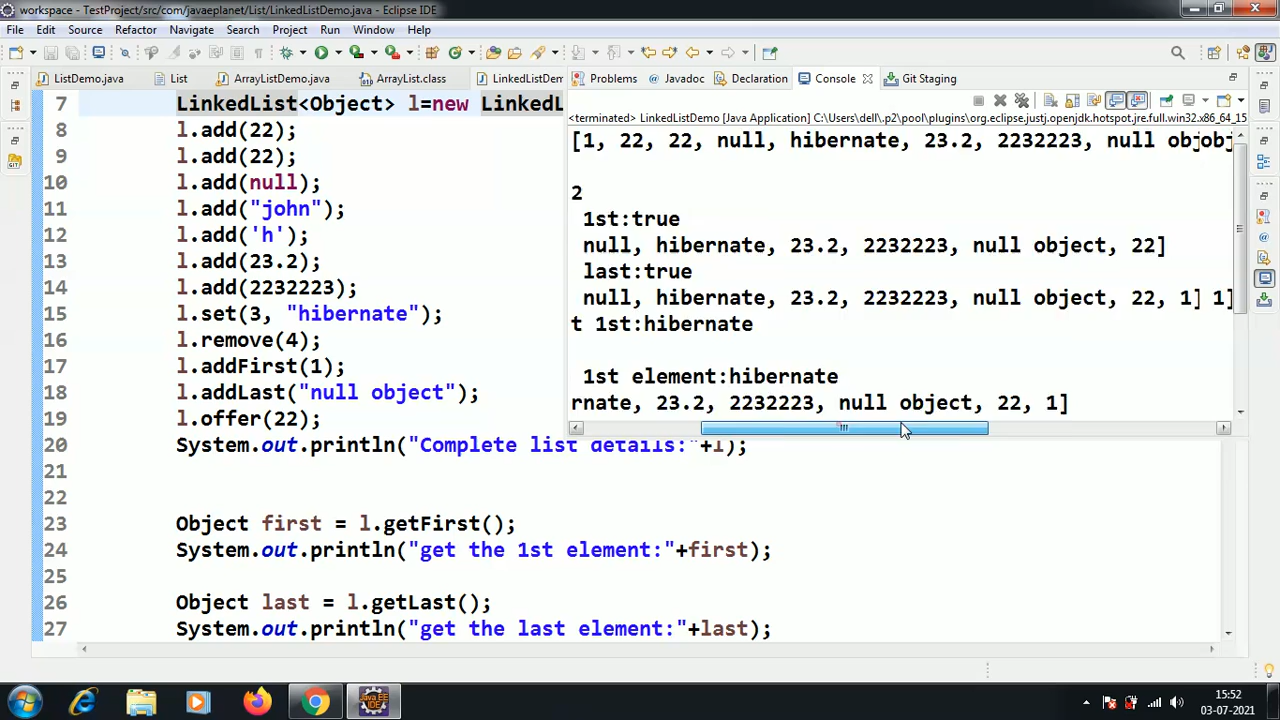 workspace - TestProject/src/com/javaeplanet/List/LinkedListDemo.java - Eclipse IDE
File Edit Source Refactor Navigate Search Project Run Window Help
ListDemo.java List ArrayListDemo.java ArrayList.class LinkedListDem
Problems Javadoc Declaration Console Git Staging
<terminated> LinkedListDemo [Java Application] C:\Users\dell\.p2\pool\plugins\org.eclipse.justj.openjdk.hotspot.jre.full.win32.x86_64_15
7 LinkedList<Object> l=new LinkedL
8 l.add(22);
9 l.add(22);
10 l.add(null);
11 l.add("john");
12 l.add('h');
13 l.add(23.2);
14 l.add(2232223);
15 l.set(3, "hibernate");
16 l.remove(4);
17 l.addFirst(1);
18 l.addLast("null object");
19 l.offer(22);
20 System.out.println("Complete list details:"+l);
21
22
23 Object first = l.getFirst();
24 System.out.println("get the 1st element:"+first);
25
26 Object last = l.getLast();
27 System.out.println("get the last element:"+last);
[1, 22, 22, null, hibernate, 23.2, 2232223, null objobj
2
1st:true
null, hibernate, 23.2, 2232223, null object, 22]
last:true
null, hibernate, 23.2, 2232223, null object, 22, 1] 1]
t 1st:hibernate
1st element:hibernate
rnate, 23.2, 2232223, null object, 22, 1]
15:52
03-07-2021